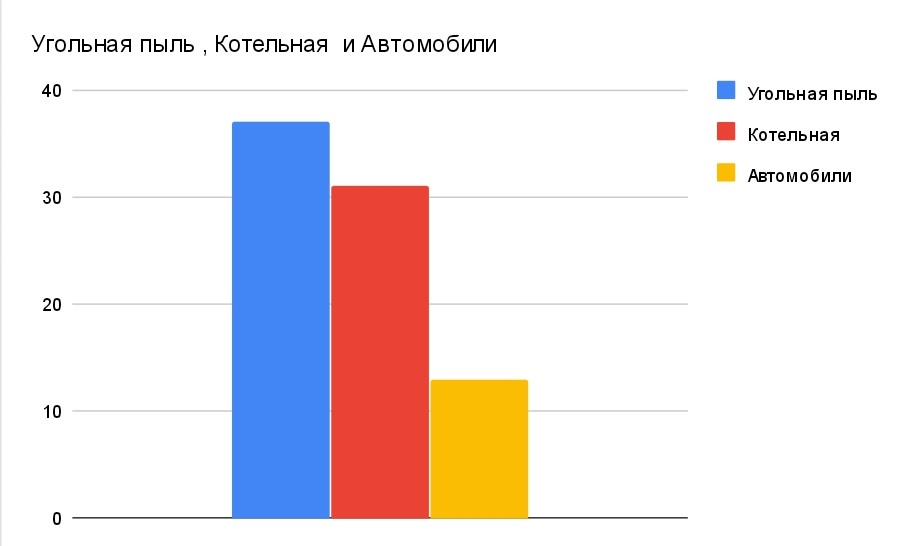 Угольная пыль , Котельная и Автомобили
40
30
20
10
0
Угольная пыль
Котельная
Автомобили